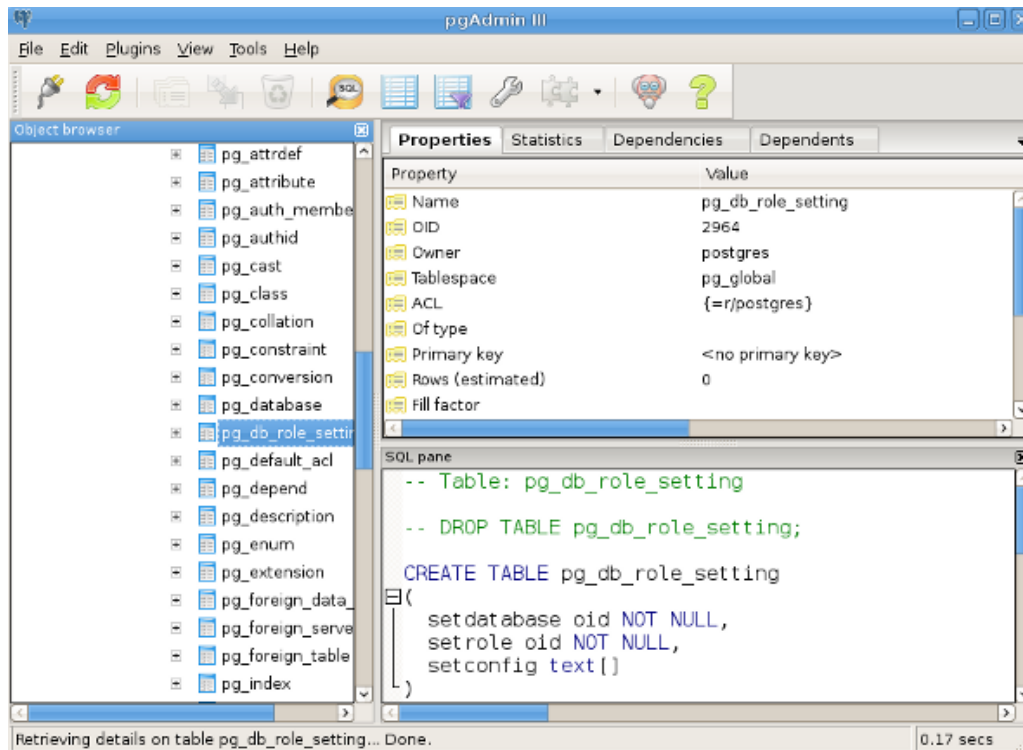 pgAdmin III
File Edit Plugins View Tools Help
SQL
Object browser
pg_attrdef
pg_attribute
pg_auth_membe
pg_authid
pg_cast
pg_class
pg_collation
pg_constraint
pg_conversion
pg_database
pg_db_role_settin
pg_default_acl
pg_depend
pg_description
pg_enum
pg_extension
pg_foreign_data_
pg_foreign_serve
pg_foreign_table
pg_index
Properties Statistics Dependencies Dependents
Property Value
Name pg_db_role_setting
OID 2964
Owner postgres
Tablespace pg_global
ACL {=r/postgres}
Of type
Primary key <no primary key>
Rows (estimated) 0
Fill factor
SQL pane
-- Table: pg_db_role_setting
-- DROP TABLE pg_db_role_setting;
CREATE TABLE pg_db_role_setting
(
setdatabase oid NOT NULL,
setrole oid NOT NULL,
setconfig text[]
)
Retrieving details on table pg_db_role_setting... Done. 0.17 secs